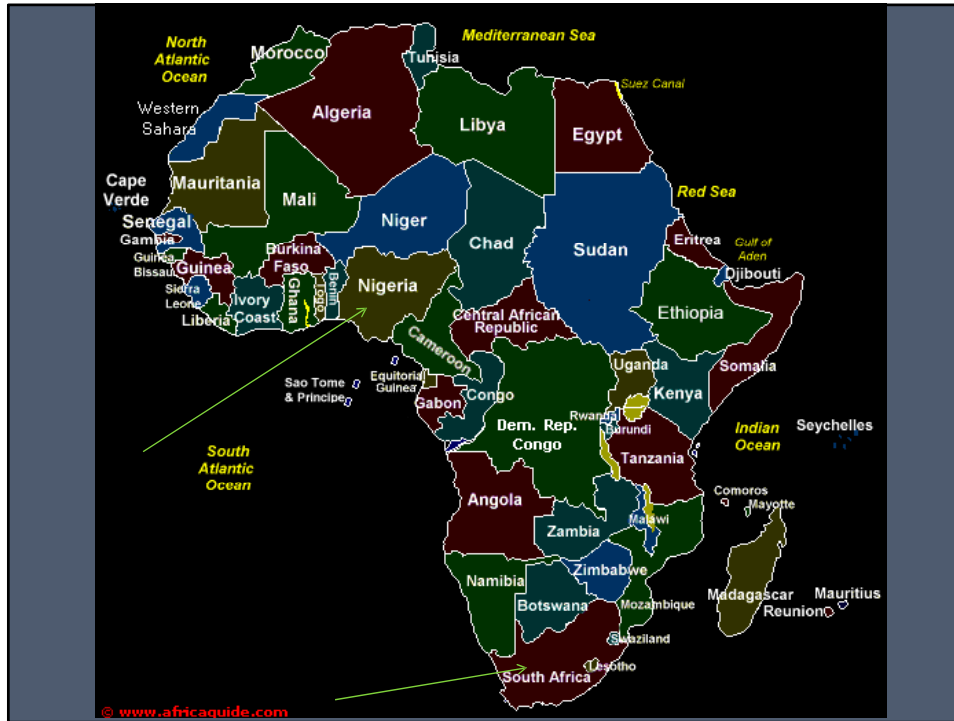 North
Atlantic
Ocean
Mediterranean Sea
Morocco
Tunisia
Suez Canal
Western
Sahara
Algeria
Libya
Egypt
Mauritania
Mali
Cape
Verde
Niger
Red Sea
Senegal
Chad
Sudan
Gambia
Eritrea
Gulf of
Aden
Guinea
Bissau
Guinea
Burkina
Faso
Djibouti
Benin
Togo
Ghana
Nigeria
Sierra
Leone
Ivory
Coast
Liberia
Central African
Republic
Ethiopia
Cameroon
Somalia
Uganda
Equitorial
Guinea
Sao Tome
& Principe
Kenya
Gabon
Congo
Rwanda
Burundi
Dem. Rep.
Congo
Indian
Ocean
Seychelles
South
Atlantic
Ocean
Tanzania
Angola
Comoros
Mayotte
Malawi
Zambia
Zimbabwe
Namibia
Madagascar
Mauritius
Reunion
Botswana
Mozambique
Swaziland
Lesotho
South Africa
© www.africaguide.com